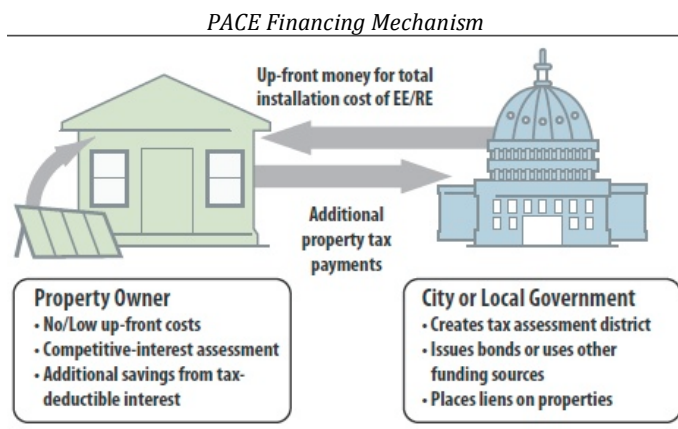 PACE Financing Mechanism
Up-front money for total
installation cost of EE/RE
Additional
property tax
payments
Property Owner
• No/Low up-front costs
• Competitive-interest assessment
• Additional savings from tax-
deductible interest
City or Local Government
• Creates tax assessment district
• Issues bonds or uses other
funding sources
• Places liens on properties